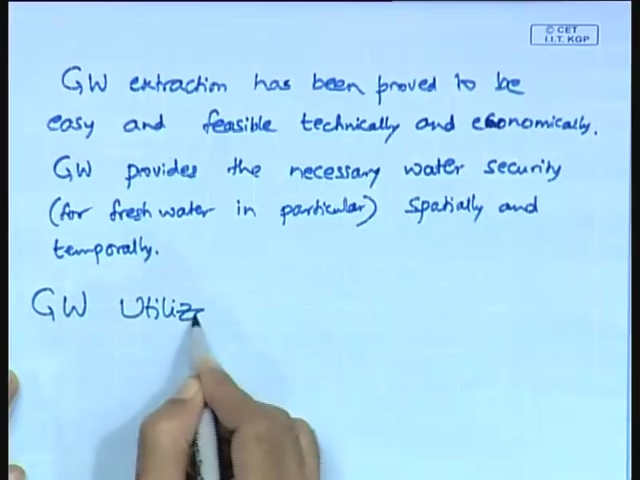 © CET
I.I.T. KGP
GW extraction has been proved to be
easy and feasible technically and economically.
GW provides the necessary water security
(for fresh water in particular) spatially and
temporally.
GW Utiliz